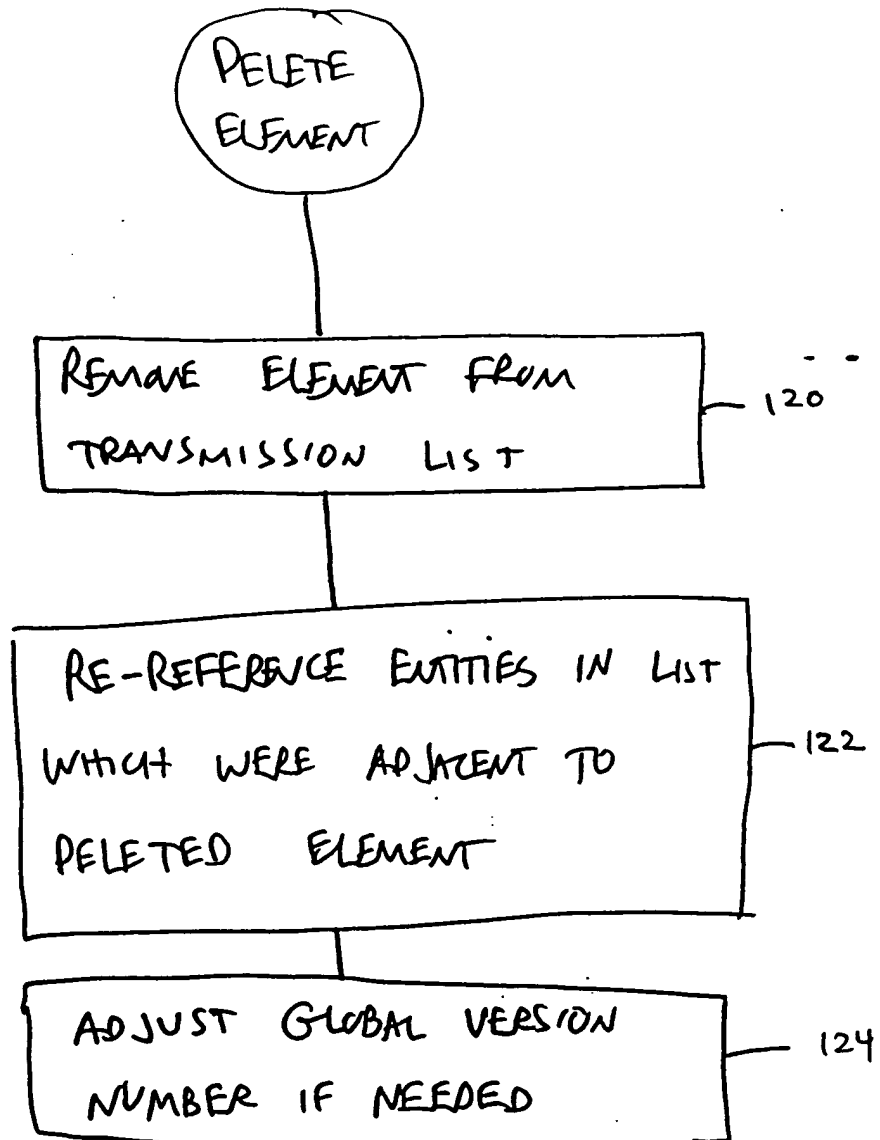 DELETE
ELEMENT
REMOVE ELEMENT FROM
120
TRANSMISSION LIST
RE-REFERENCE ENTITIES IN LIST
WHICH WERE ADJACENT TO
122
DELETED ELEMENT
ADJUST GLOBAL VERSION
124
NUMBER IF NEEDED